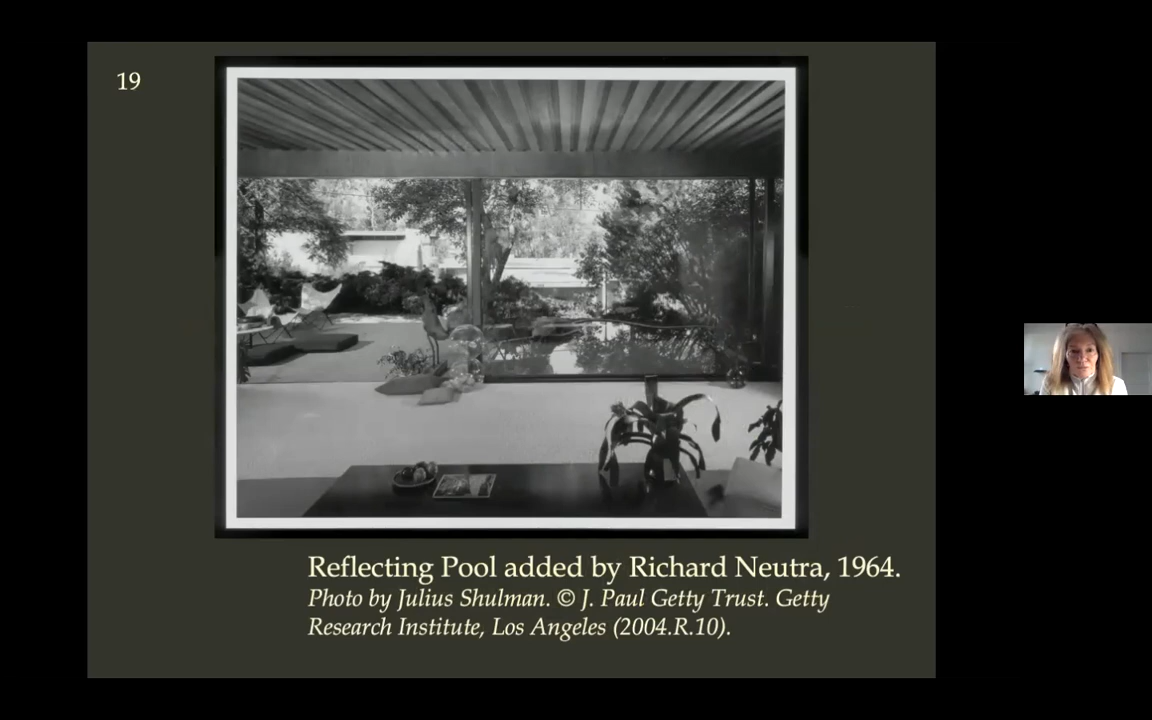 19
Reflecting Pool added by Richard Neutra, 1964.
Photo by Julius Shulman. © J. Paul Getty Trust. Getty
Research Institute, Los Angeles (2004.R.10).